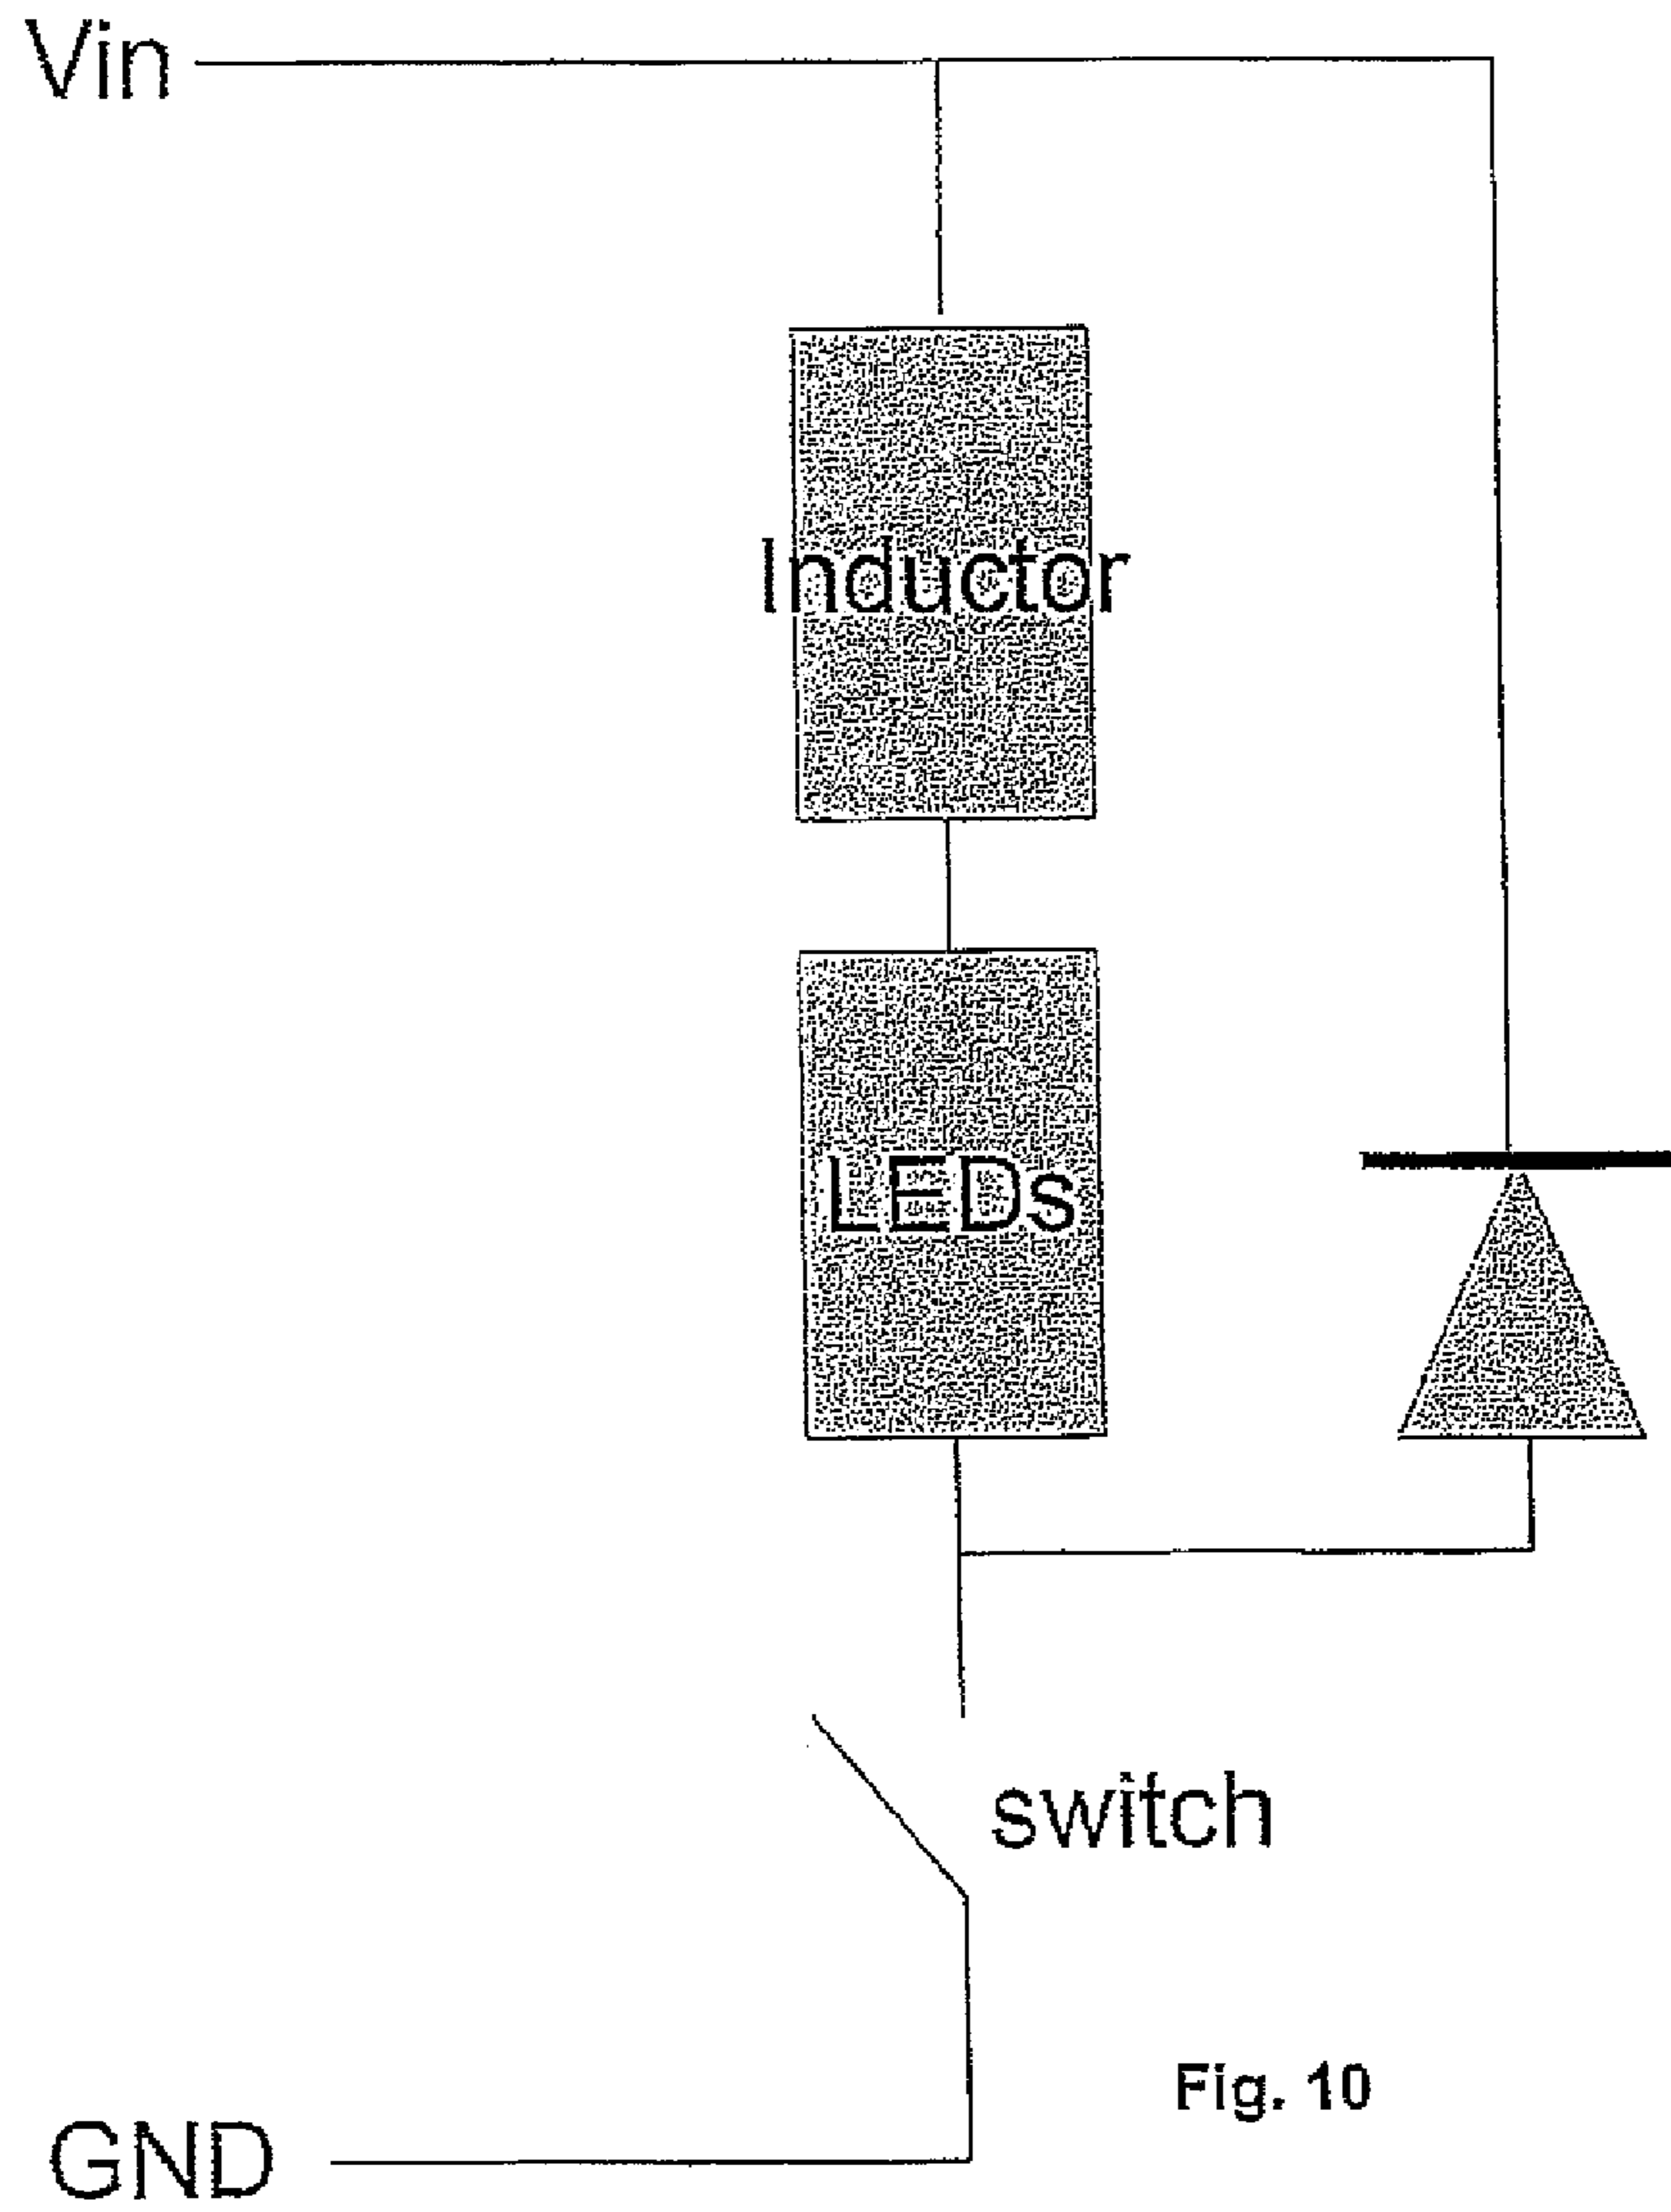 Vin
Inductor
LEDs
switch
Fig. 10
GND